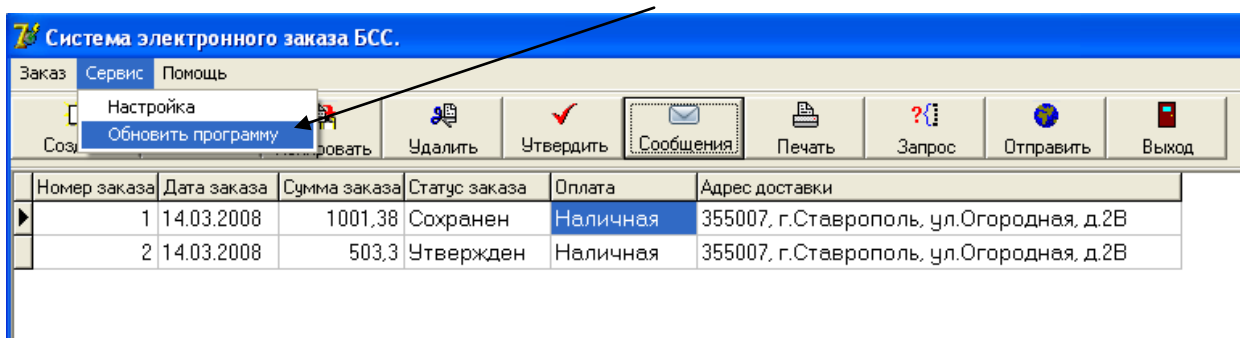 Система электронного заказа БСС.
Заказ Сервис Помощь
Настройка
Обновить программу
Удалить Утвердить Сообщения Печать Запрос Отправить Выход
Номер заказа Дата заказа Сумма заказа Статус заказа Оплата Адрес доставки
1 14.03.2008 1001,38 Сохранен Наличная 355007, г.Ставрополь, ул.Огородная, д.2В
2 14.03.2008 503,3 Утвержден Наличная 355007, г.Ставрополь, ул.Огородная, д.2В